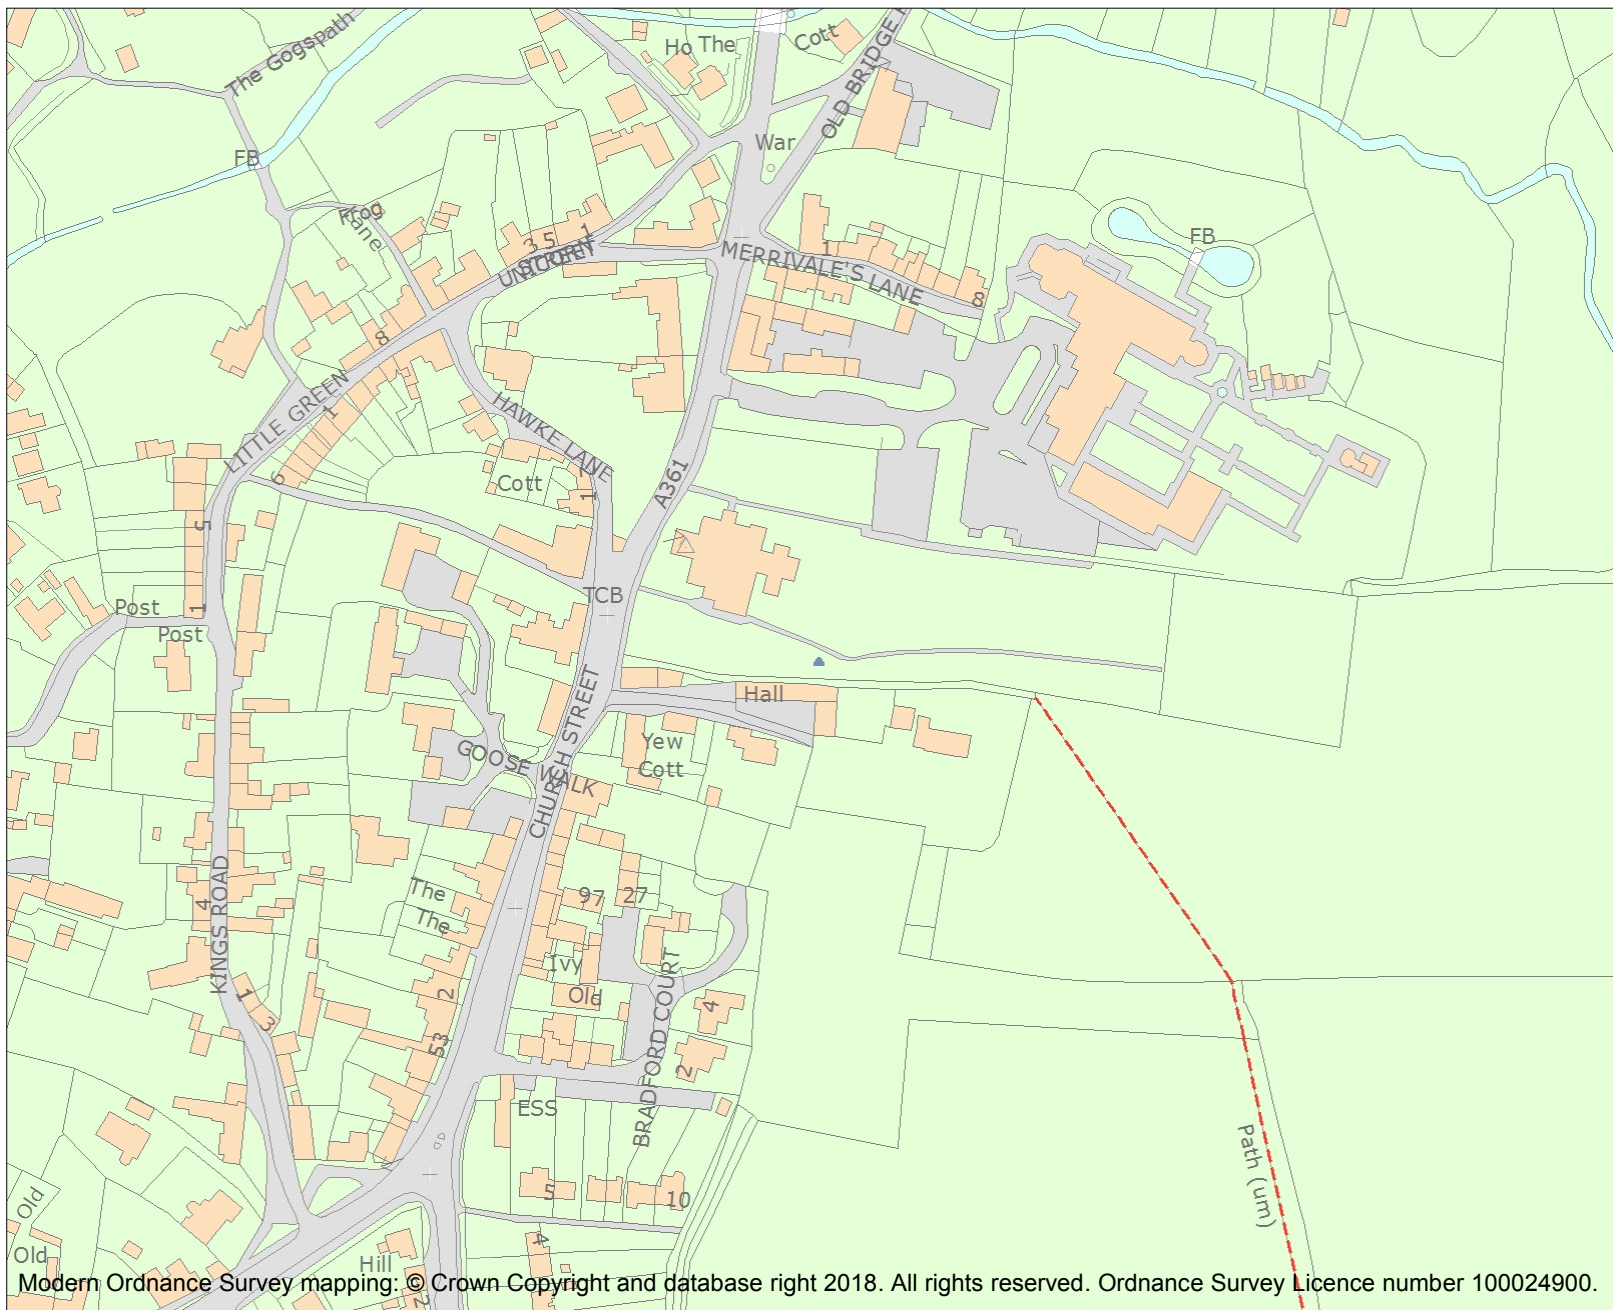 The Gogspath
Ho The
Cott
OLD BRIDGE
War
FB
Frog
Lane
3 5
1
UNION
STREET
1
MERRIVALE'S LANE
8
FB
8
LITTLE GREEN
1
6
HAWKE LANE
Cott
1
A361
5
1
Post
Post
TCB
Hall
CHURCH STREET
Yew
Cott
GOOSE WALK
The
The
97
27
KINGS ROAD
4
Ivy
Old
2
53
1
3
BRADFORD COURT
4
2
ESS
5
10
Path (um)
Old
Old
Hill
4
2
Modern Ordnance Survey mapping: © Crown Copyright and database right 2018. All rights reserved. Ordnance Survey Licence number 100024900.